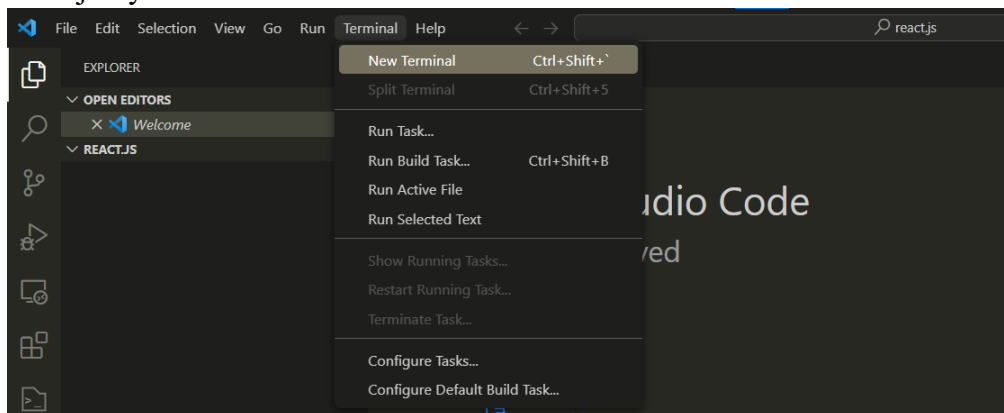 File Edit Selection View Go Run Terminal Help react.js
EXPLORER
OPEN EDITORS
Welcome
REACT.JS
New Terminal Ctrl+Shift+`
Split Terminal Ctrl+Shift+5
Run Task...
Run Build Task... Ctrl+Shift+B
Run Active File
Run Selected Text
Show Running Tasks...
Restart Running Task...
Terminate Task...
Configure Tasks...
Configure Default Build Task...
udio Code
ved